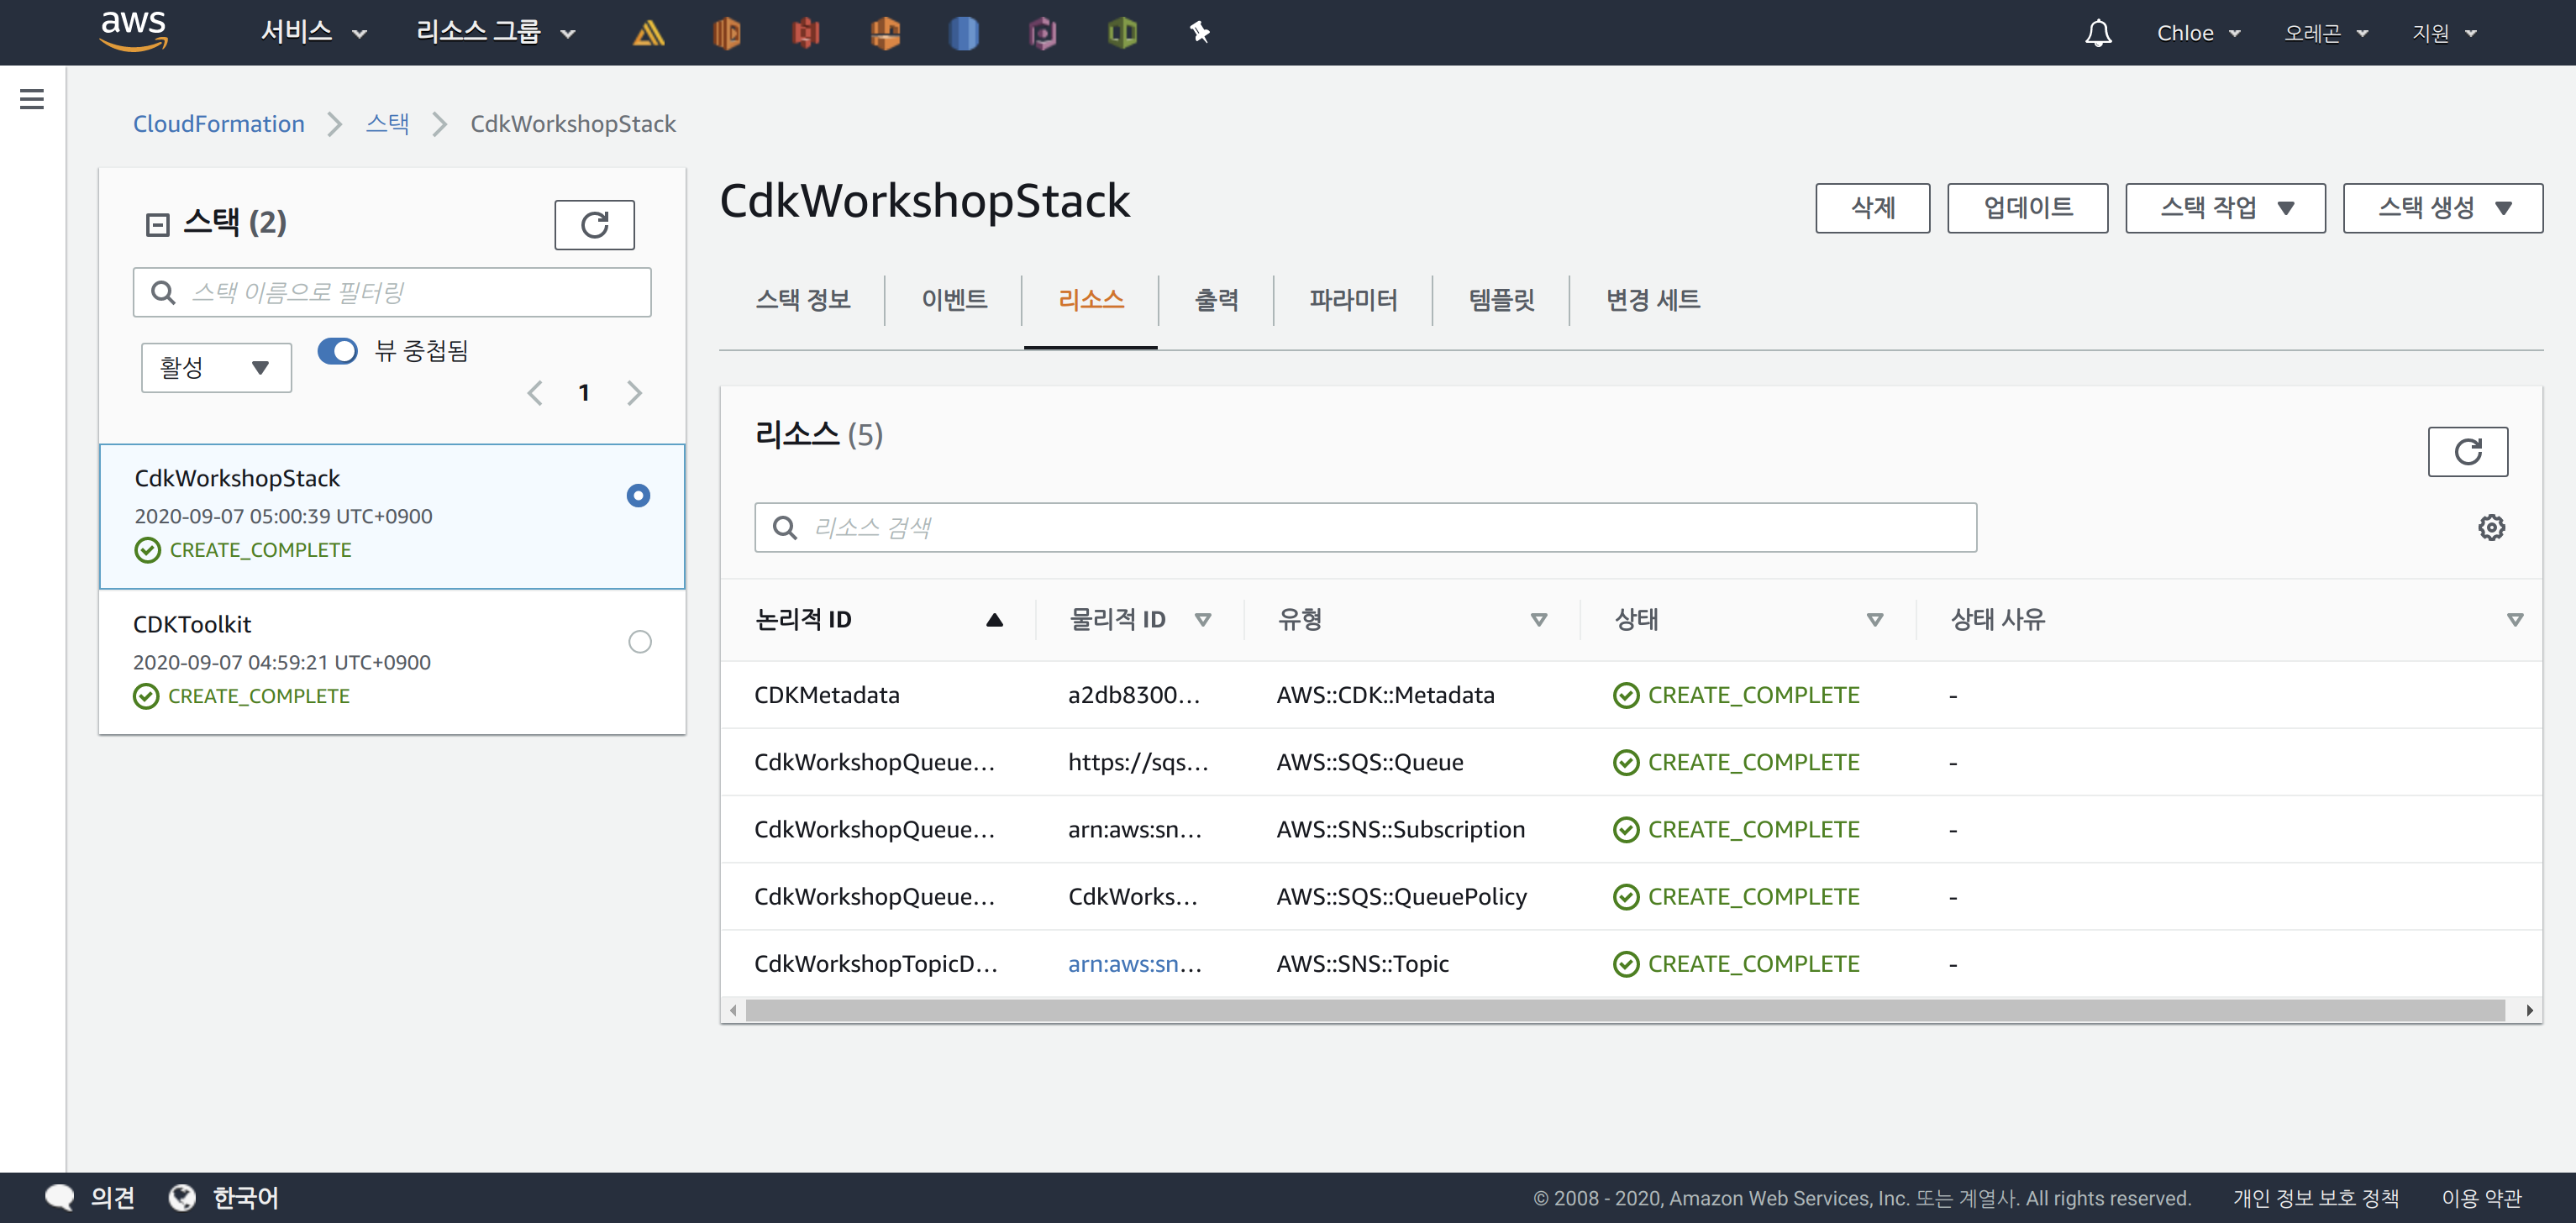 aws 서비스 리소스 그룹 Chloe 오레곤 지원
CloudFormation 스택 CdkWorkshopStack
스택 (2)
스택 이름으로 필터링
활성 뷰 중첩됨
1
CdkWorkshopStack
2020-09-07 05:00:39 UTC+0900
CREATE_COMPLETE
CDKToolkit
2020-09-07 04:59:21 UTC+0900
CREATE_COMPLETE
CdkWorkshopStack
삭제 업데이트 스택 작업 스택 생성
스택 정보 이벤트 리소스 출력 파라미터 템플릿 변경 세트
리소스 (5)
리소스 검색
논리적 ID 물리적 ID 유형 상태 상태 사유
CDKMetadata a2db8300... AWS::CDK::Metadata CREATE_COMPLETE -
CdkWorkshopQueue... https://sqs... AWS::SQS::Queue CREATE_COMPLETE -
CdkWorkshopQueue... arn:aws:sn... AWS::SNS::Subscription CREATE_COMPLETE -
CdkWorkshopQueue... CdkWorks... AWS::SQS::QueuePolicy CREATE_COMPLETE -
CdkWorkshopTopicD... arn:aws:sn... AWS::SNS::Topic CREATE_COMPLETE -
의견 한국어 © 2008 - 2020, Amazon Web Services, Inc. 또는 계열사. All rights reserved. 개인 정보 보호 정책 이용 약관